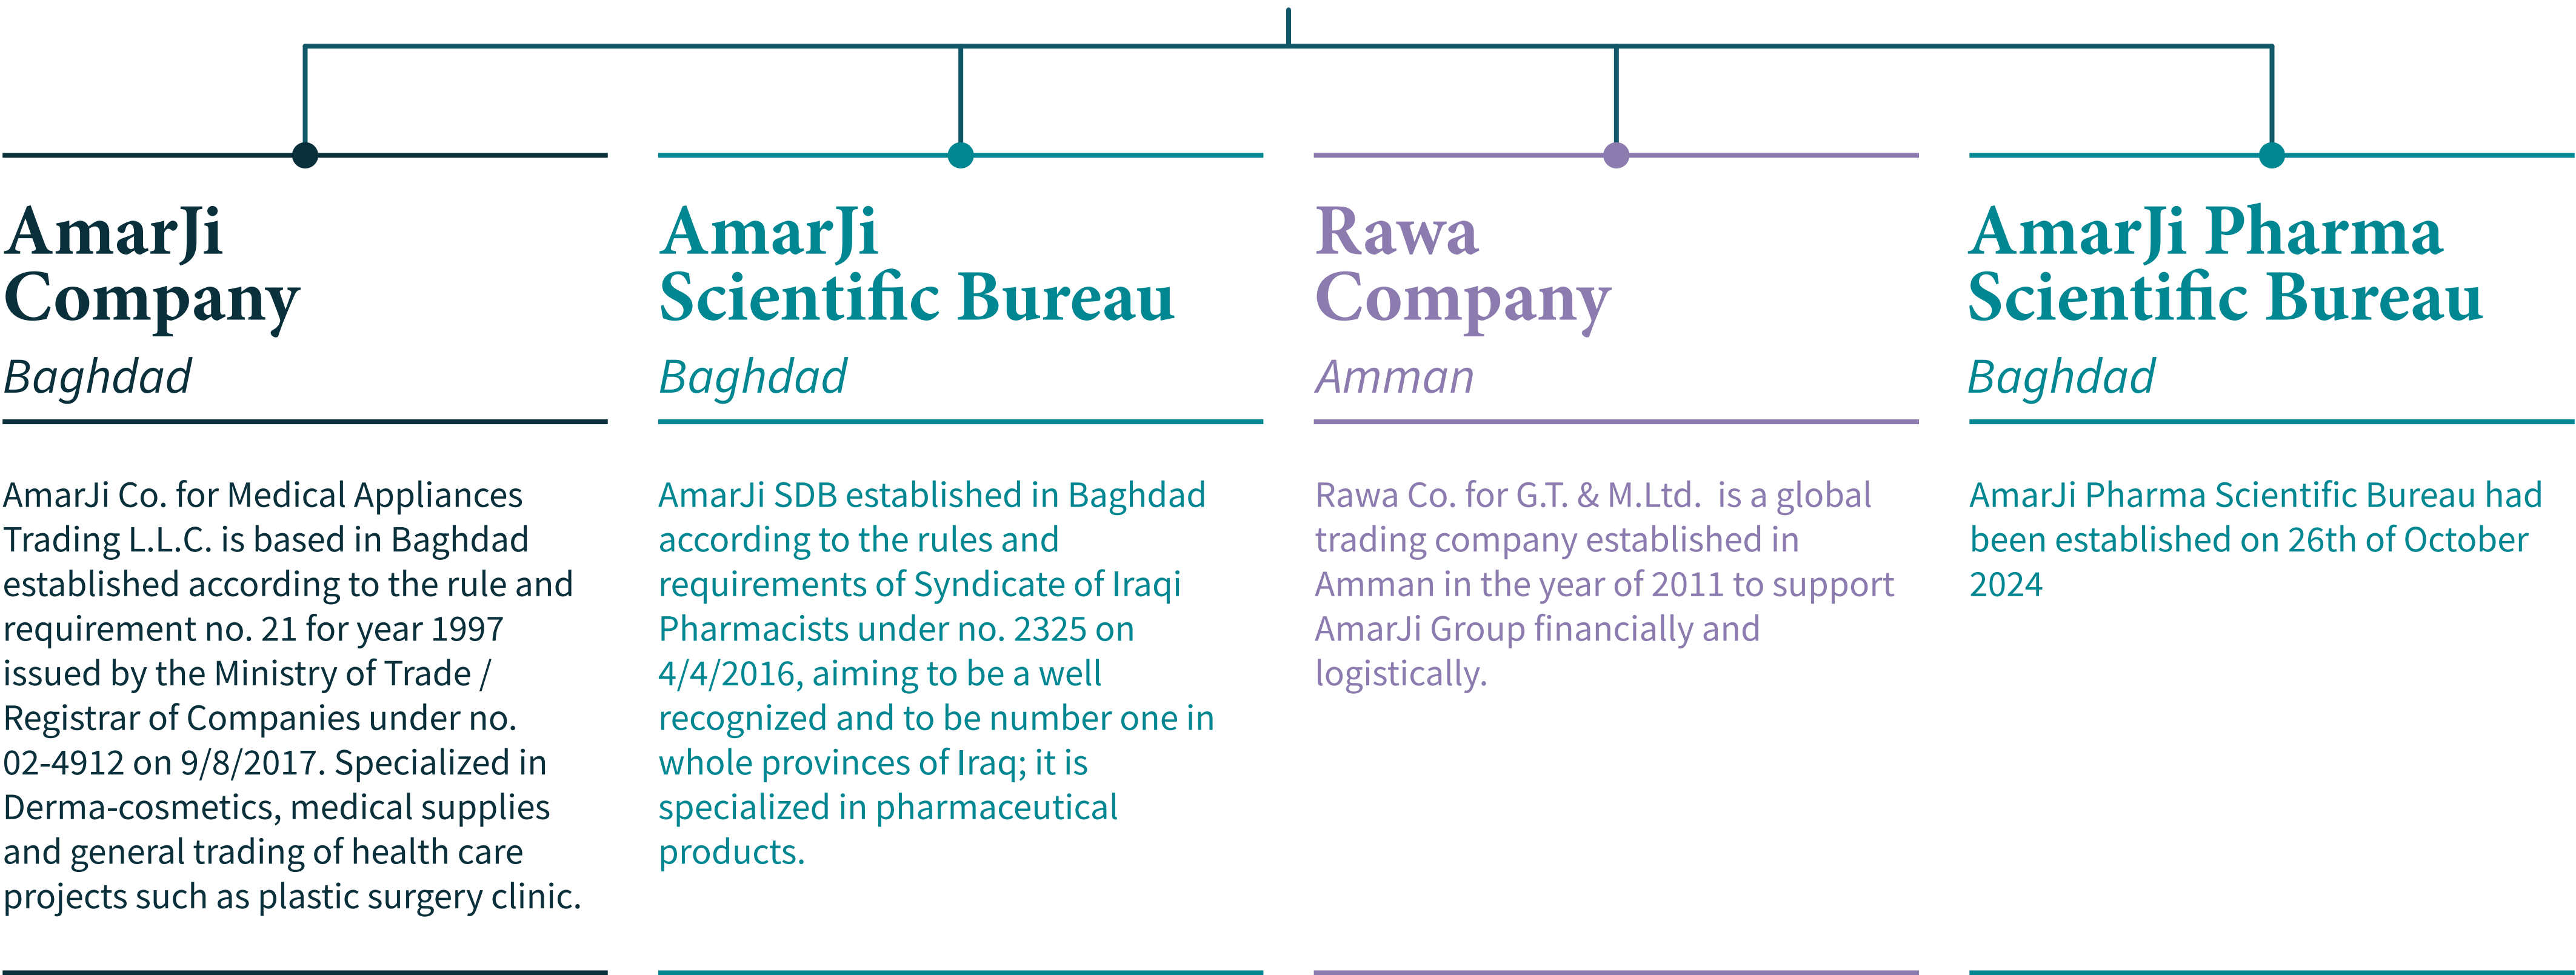 AmarJi
Company
Baghdad
AmarJi Co. for Medical Appliances
Trading L.L.C. is based in Baghdad
established according to the rule and
requirement no. 21 for year 1997
issued by the Ministry of Trade /
Registrar of Companies under no.
02-4912 on 9/8/2017. Specialized in
Derma-cosmetics, medical supplies
and general trading of health care
projects such as plastic surgery clinic.
AmarJi
Scientific Bureau
Baghdad
AmarJi SDB established in Baghdad
according to the rules and
requirements of Syndicate of Iraqi
Pharmacists under no. 2325 on
4/4/2016, aiming to be a well
recognized and to be number one in
whole provinces of Iraq; it is
specialized in pharmaceutical
products.
Rawa
Company
Amman
Rawa Co. for G.T. & M.Ltd.  is a global
trading company established in
Amman in the year of 2011 to support
AmarJi Group financially and
logistically.
AmarJi Pharma
Scientific Bureau
Baghdad
AmarJi Pharma Scientific Bureau had
been established on 26th of October
2024